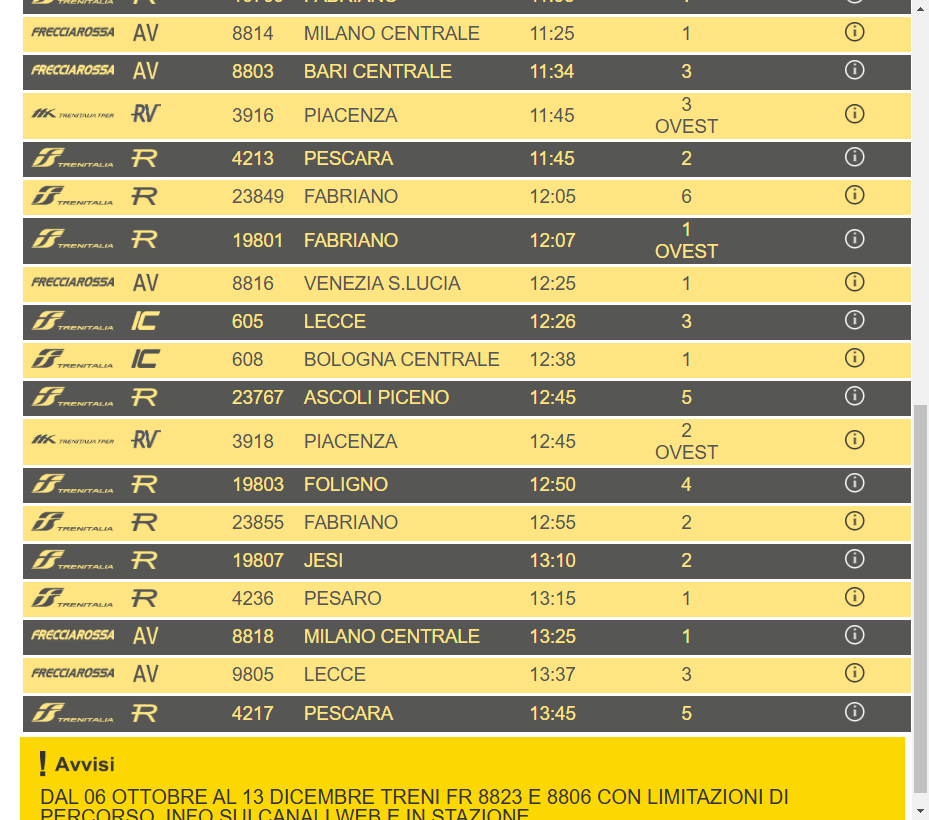 FRECCIAROSSA AV 8814 MILANO CENTRALE 11:25 1
FRECCIAROSSA AV 8803 BARI CENTRALE 11:34 3
TRENITALIA TPER RV 3916 PIACENZA 11:45 3 OVEST
TRENITALIA R 4213 PESCARA 11:45 2
TRENITALIA R 23849 FABRIANO 12:05 6
TRENITALIA R 19801 FABRIANO 12:07 1 OVEST
FRECCIAROSSA AV 8816 VENEZIA S.LUCIA 12:25 1
TRENITALIA IC 605 LECCE 12:26 3
TRENITALIA IC 608 BOLOGNA CENTRALE 12:38 1
TRENITALIA R 23767 ASCOLI PICENO 12:45 5
TRENITALIA TPER RV 3918 PIACENZA 12:45 2 OVEST
TRENITALIA R 19803 FOLIGNO 12:50 4
TRENITALIA R 23855 FABRIANO 12:55 2
TRENITALIA R 19807 JESI 13:10 2
TRENITALIA R 4236 PESARO 13:15 1
FRECCIAROSSA AV 8818 MILANO CENTRALE 13:25 1
FRECCIAROSSA AV 9805 LECCE 13:37 3
TRENITALIA R 4217 PESCARA 13:45 5
! Avvisi
DAL 06 OTTOBRE AL 13 DICEMBRE TRENI FR 8823 E 8806 CON LIMITAZIONI DI
PERCORSO. INFO SUI CANALI WEB E IN STAZIONE